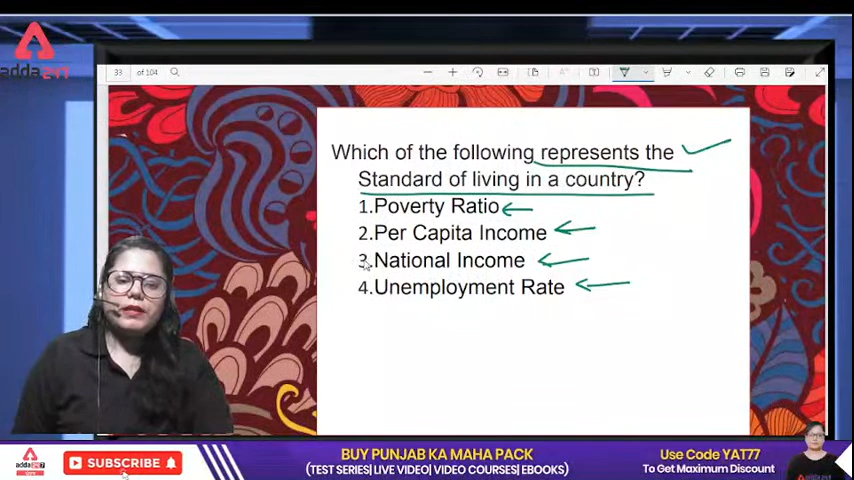 adda247
33 of 104
Which of the following represents the
Standard of living in a country?
1.Poverty Ratio
2.Per Capita Income
3.National Income
4.Unemployment Rate
SUBSCRIBE
BUY PUNJAB KA MAHA PACK
(TEST SERIES| LIVE VIDEO| VIDEO COURSES| EBOOKS)
Use Code YAT77
To Get Maximum Discount